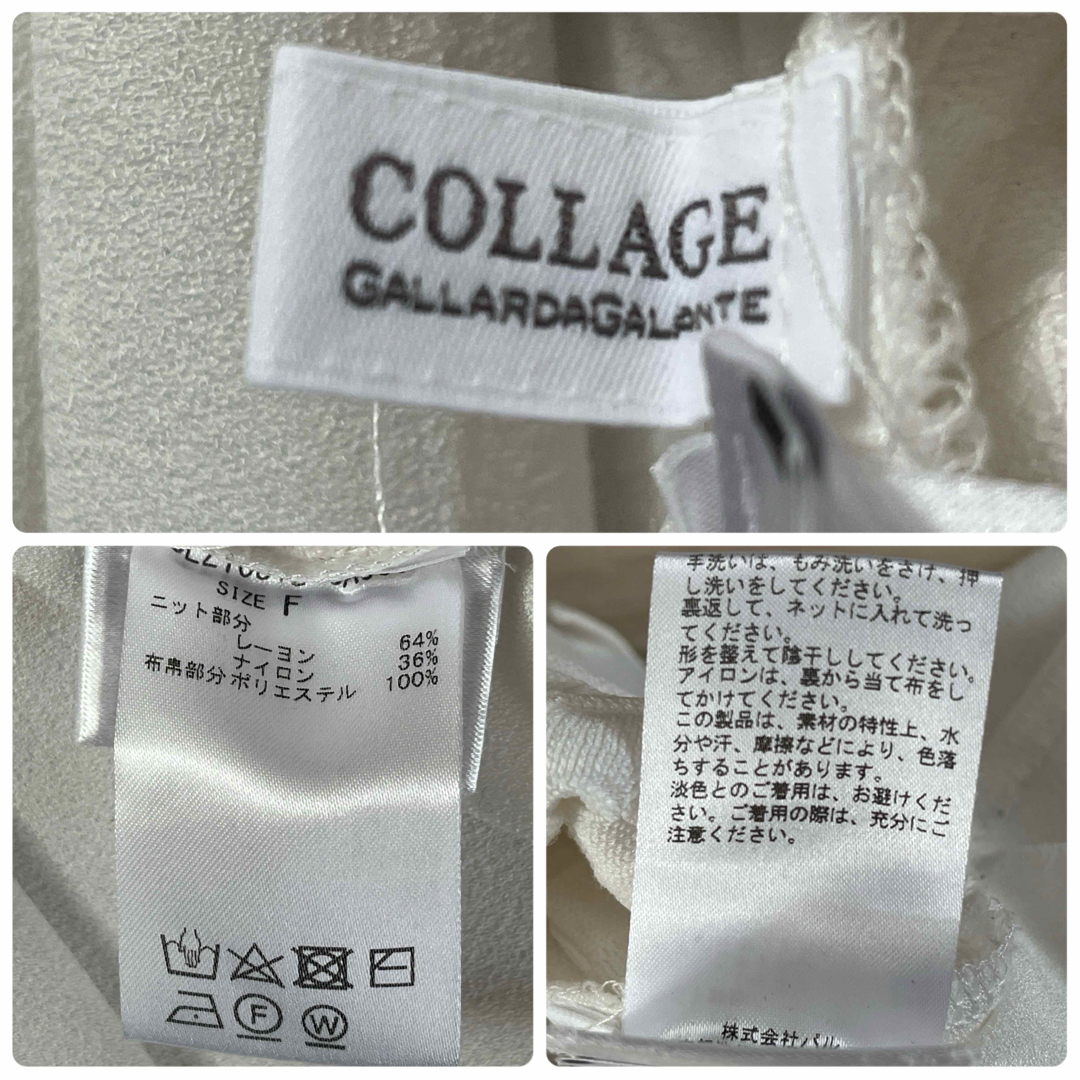 COLLAGE
GALLARDAGALANTE
SIZE F
ニット部分
レーヨン 64%
ナイロン 36%
布帛部分 ポリエステル 100%
F
W
手洗いは、もみ洗いをさけ、押
し洗いをしてください。
裏返して、ネットに入れて洗っ
てください。
形を整えて陰干ししてください。
アイロンは、裏から当て布をし
てかけてください。
この製品は、素材の特性上、水
分や汗、摩擦などにより、色落
ちすることがあります。
淡色とのご着用は、お避けくだ
さい。ご着用の際は、充分にご
注意ください。
株式会社パル